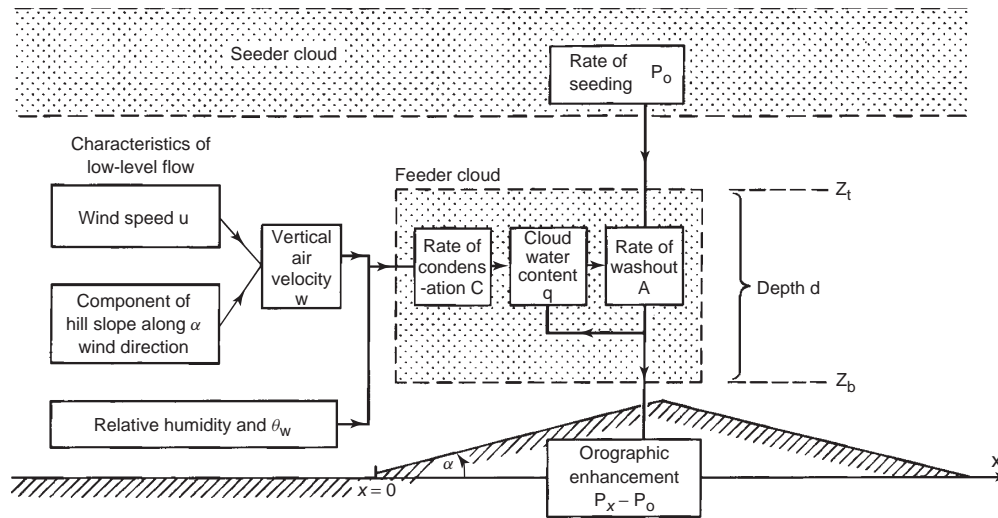 Seeder cloud
Rate of
seeding P₀
Characteristics of
low-level flow
Feeder cloud
Zₜ
Wind speed u
Vertical
air
velocity
w
Rate of
condens
-ation C
Cloud
water
content
q
Rate of
washout
A
Depth d
Component of
hill slope along α
wind direction
Z_b
Relative humidity and θ_w
α
x = 0
Orographic
enhancement
Pₓ – P₀
x